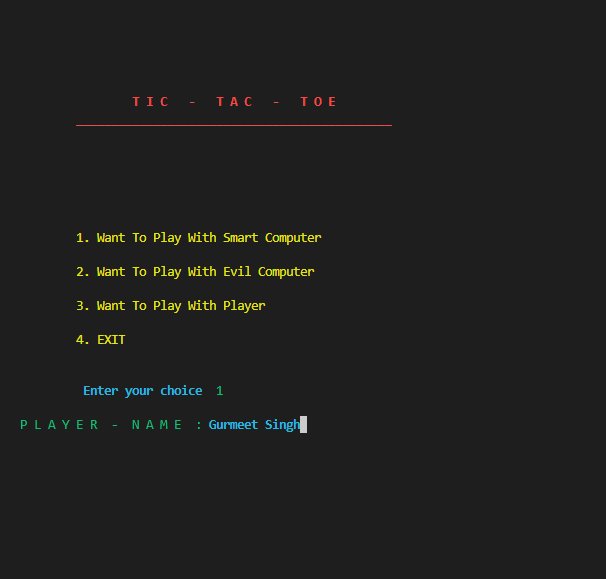 T I C - T A C - T O E
1. Want To Play With Smart Computer
2. Want To Play With Evil Computer
3. Want To Play With Player
4. EXIT
Enter your choice 1
P L A Y E R - N A M E : Gurmeet Singh